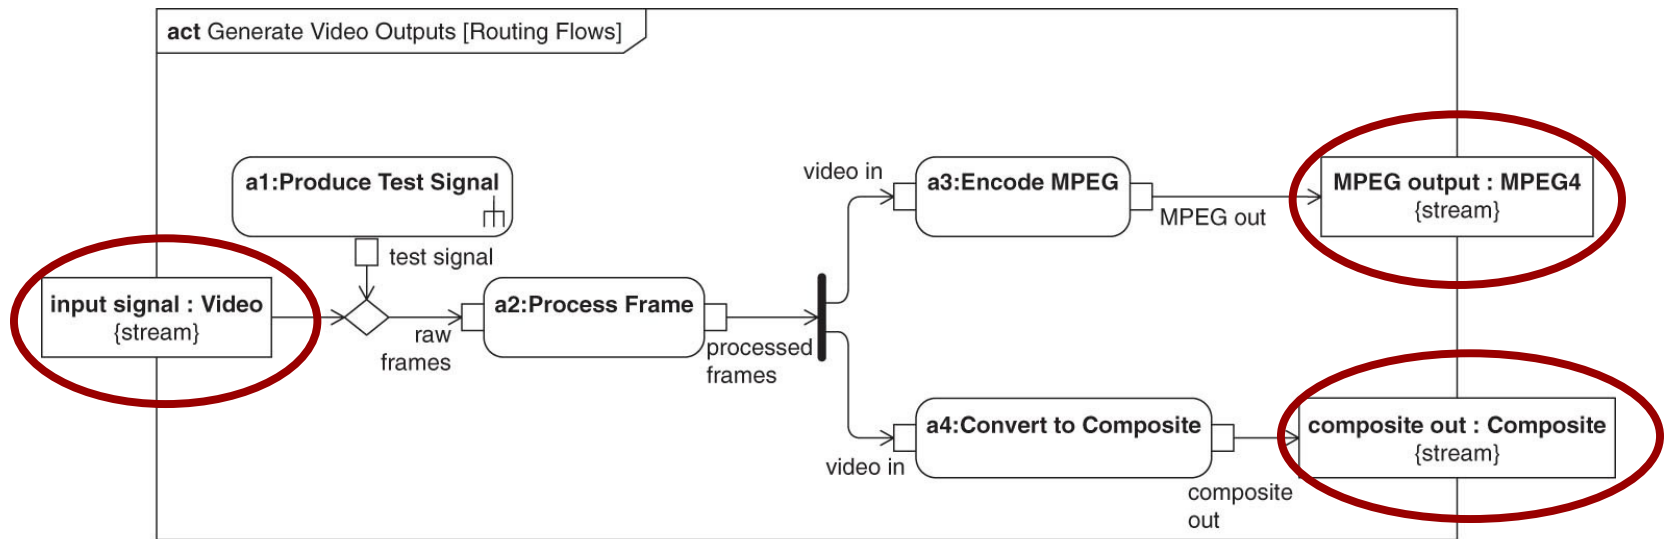 act Generate Video Outputs [Routing Flows]
a1:Produce Test Signal
test signal
input signal : Video
{stream}
raw
frames
a2:Process Frame
processed
frames
video in
a3:Encode MPEG
MPEG out
MPEG output : MPEG4
{stream}
video in
a4:Convert to Composite
composite
out
composite out : Composite
{stream}